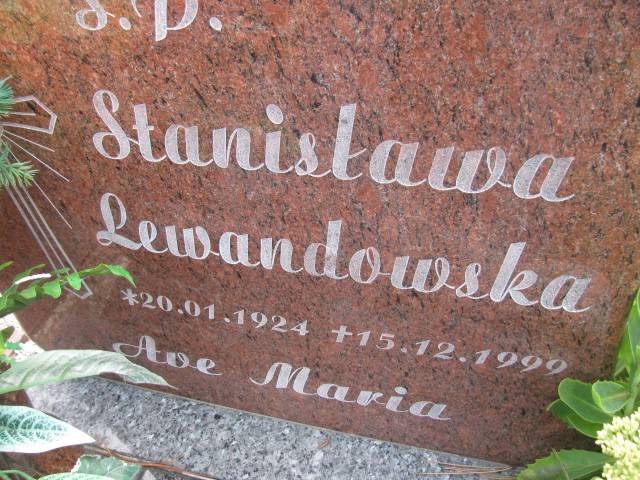 Ś.P.
Stanisława
Lewandowska
*20.01.1924 +15.12.1999
Ave Maria